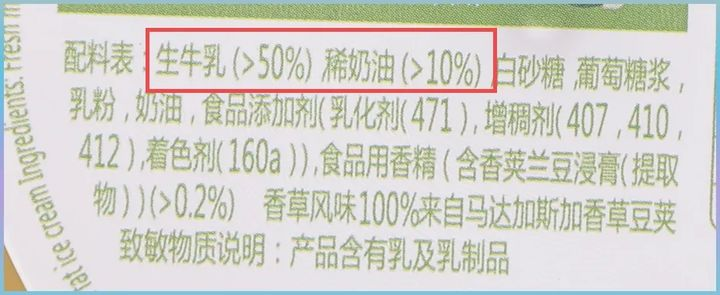 配料表：生牛乳(>50%),稀奶油(>10%),白砂糖,葡萄糖浆,
乳粉,奶油,食品添加剂(乳化剂(471),增稠剂(407,410,
412),着色剂(160a)),食品用香精(含香荚兰豆浸膏(提取
物))(>0.2%) 香草风味100%来自马达加斯加香草豆荚
致敏物质说明：产品含有乳及乳制品
at ice cream Ingredients: Fresh m